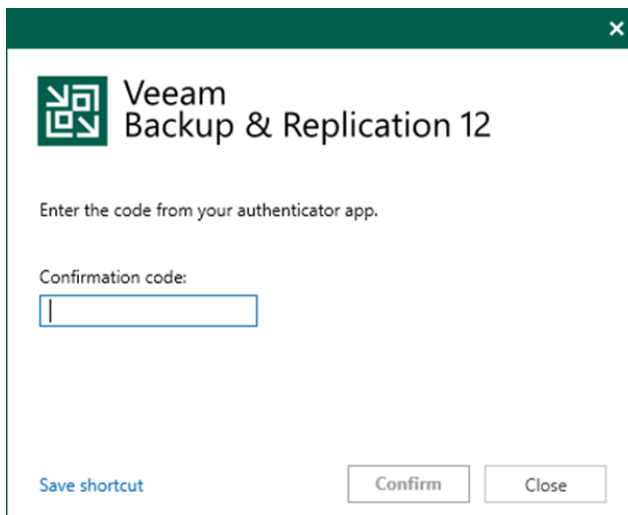 Veeam
Backup & Replication 12
Enter the code from your authenticator app.
Confirmation code:
Save shortcut
Confirm
Close